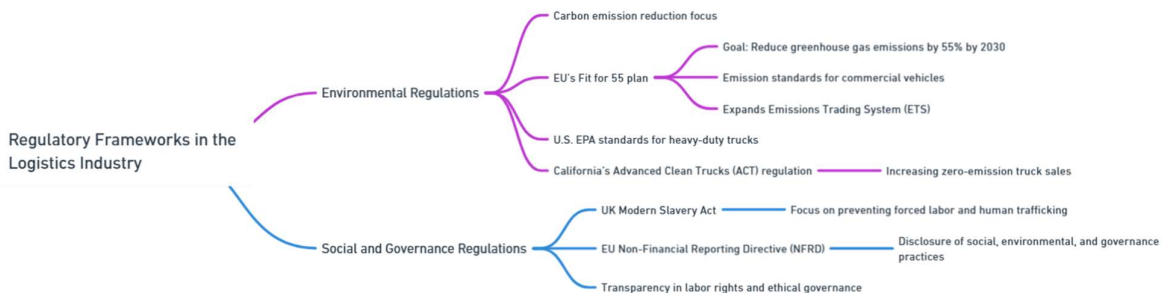 Regulatory Frameworks in the
Logistics Industry
Environmental Regulations
Carbon emission reduction focus
EU's Fit for 55 plan
Goal: Reduce greenhouse gas emissions by 55% by 2030
Emission standards for commercial vehicles
Expands Emissions Trading System (ETS)
U.S. EPA standards for heavy-duty trucks
California's Advanced Clean Trucks (ACT) regulation
Increasing zero-emission truck sales
Social and Governance Regulations
UK Modern Slavery Act
Focus on preventing forced labor and human trafficking
EU Non-Financial Reporting Directive (NFRD)
Disclosure of social, environmental, and governance
practices
Transparency in labor rights and ethical governance